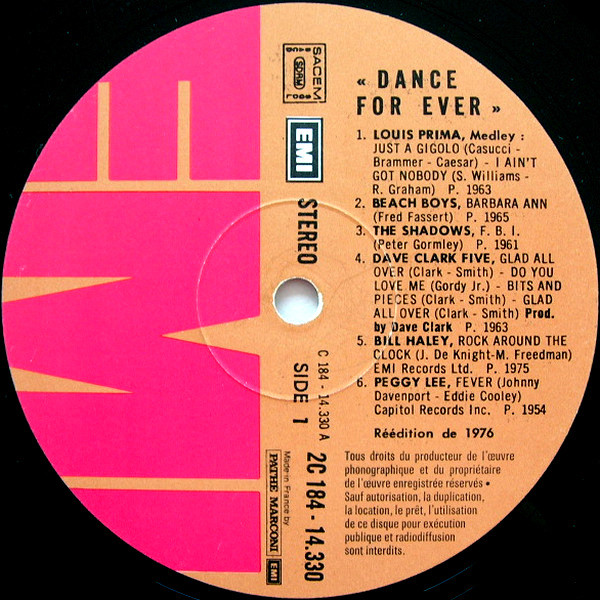 « DANCE
FOR EVER »
1. LOUIS PRIMA, Medley :
JUST A GIGOLO (Casucci -
Brammer - Caesar) - I AIN'T
GOT NOBODY (S. Williams -
R. Graham) P. 1963
2. BEACH BOYS, BARBARA ANN
(Fred Fassert) P. 1965
3. THE SHADOWS, F. B. I.
(Peter Gormley) P. 1961
4. DAVE CLARK FIVE, GLAD ALL
OVER (Clark - Smith) - DO YOU
LOVE ME (Gordy Jr.) - BITS AND
PIECES (Clark - Smith) - GLAD
ALL OVER (Clark - Smith) Prod.
by Dave Clark P. 1963
5. BILL HALEY, ROCK AROUND THE
CLOCK (J. De Knight-M. Freedman)
EMI Records Ltd. P. 1975
6. PEGGY LEE, FEVER (Johnny
Davenport - Eddie Cooley)
Capitol Records Inc. P. 1954
Réédition de 1976
Tous droits du producteur de l'œuvre
phonographique et du propriétaire
de l'œuvre enregistrée réservés •
Sauf autorisation, la duplication,
la location, le prêt, l'utilisation
de ce disque pour exécution
publique et radiodiffusion
sont interdits.
SACEM
SDRM
EMI
STEREO
C 184 - 14.330 A
SIDE 1
2C 184 - 14.330
Made in France by
PATHE MARCONI
EMI